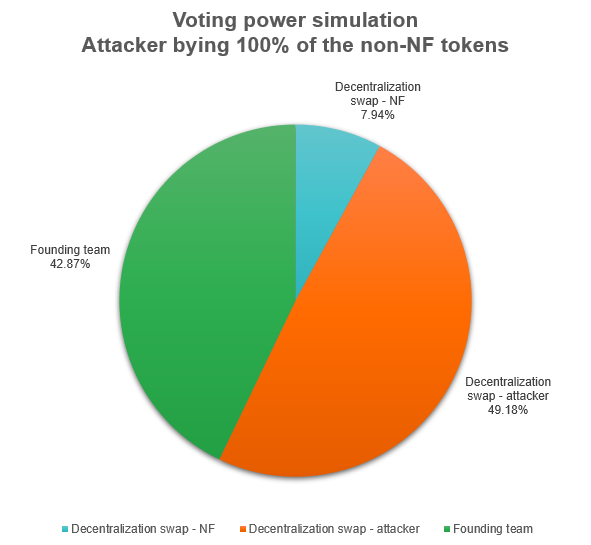 Voting power simulation
Attacker bying 100% of the non-NF tokens
Decentralization
swap - NF
7.94%
Founding team
42.87%
Decentralization
swap - attacker
49.18%
Decentralization swap - NF
Decentralization swap - attacker
Founding team